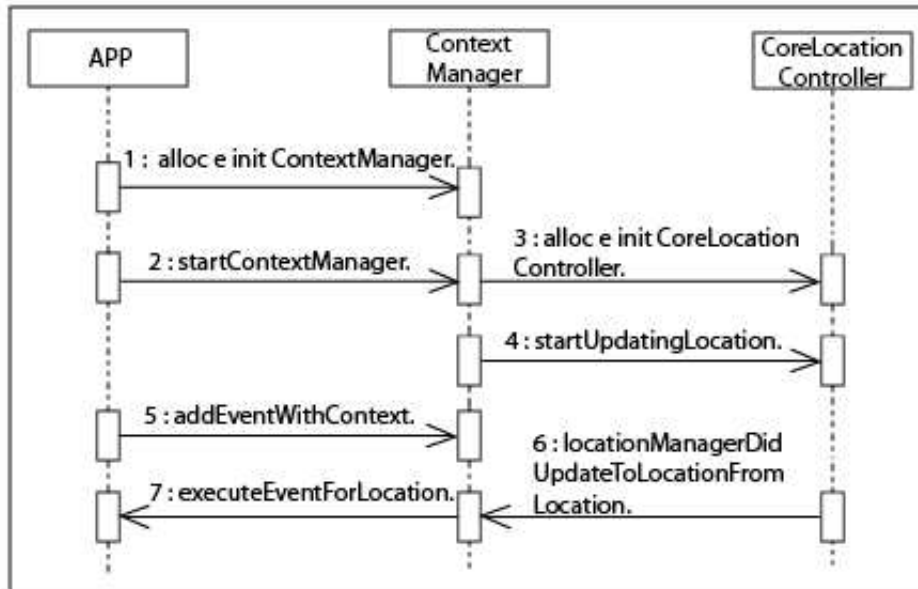 APP
Context
Manager
CoreLocation
Controller
1 : alloc e init ContextManager.
2 : startContextManager.
3 : alloc e init CoreLocation
Controller.
4 : startUpdatingLocation.
5 : addEventWithContext.
6 : locationManagerDid
UpdateToLocationFrom
Location.
7 : executeEventForLocation.